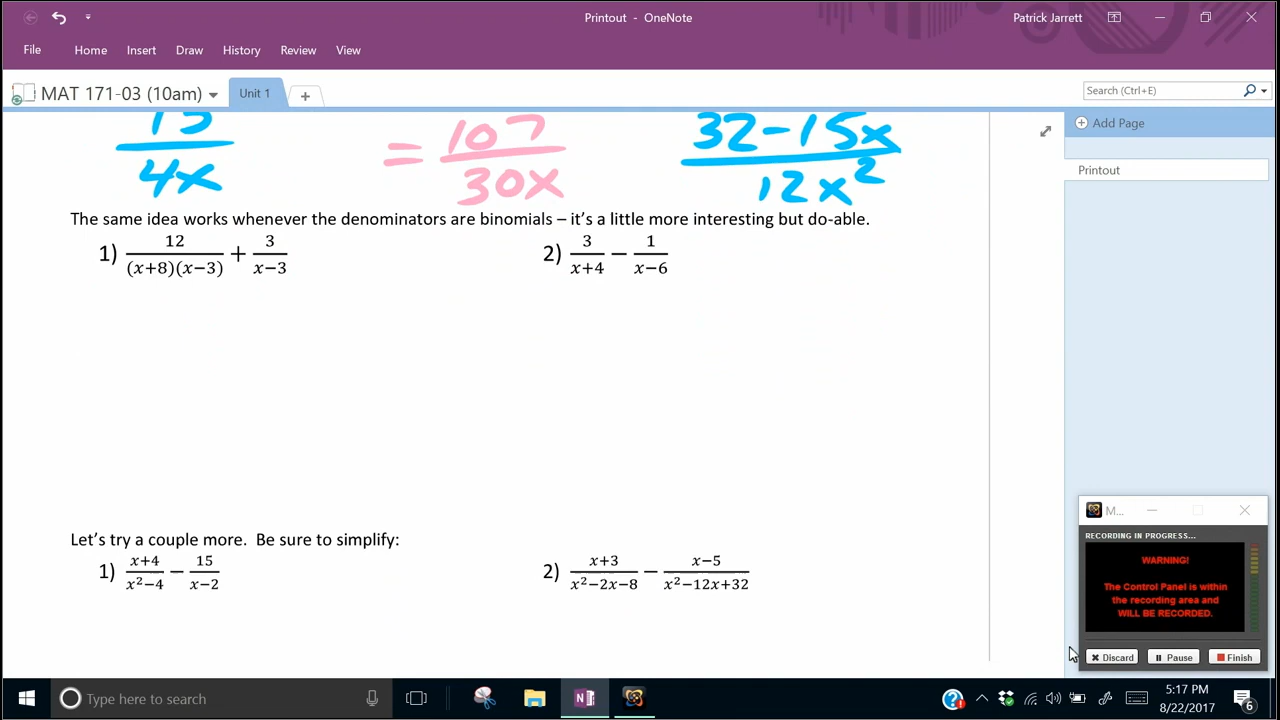 Printout - OneNote
Patrick Jarrett
File Home Insert Draw History Review View
MAT 171-03 (10am) Unit 1 +
Search (Ctrl+E)
Add Page
Printout
15/4x
= 107/30x
32-15x/12x²
The same idea works whenever the denominators are binomials – it's a little more interesting but do-able.
1) 12/(x+8)(x−3) + 3/x−3
2) 3/x+4 − 1/x−6
Let's try a couple more. Be sure to simplify:
1) x+4/x²−4 − 15/x−2
2) x+3/x²−2x−8 − x−5/x²−12x+32
M...
RECORDING IN PROGRESS...
WARNING!
The Control Panel is within
the recording area and
WILL BE RECORDED.
Discard Pause Finish
Type here to search
5:17 PM
8/22/2017
6